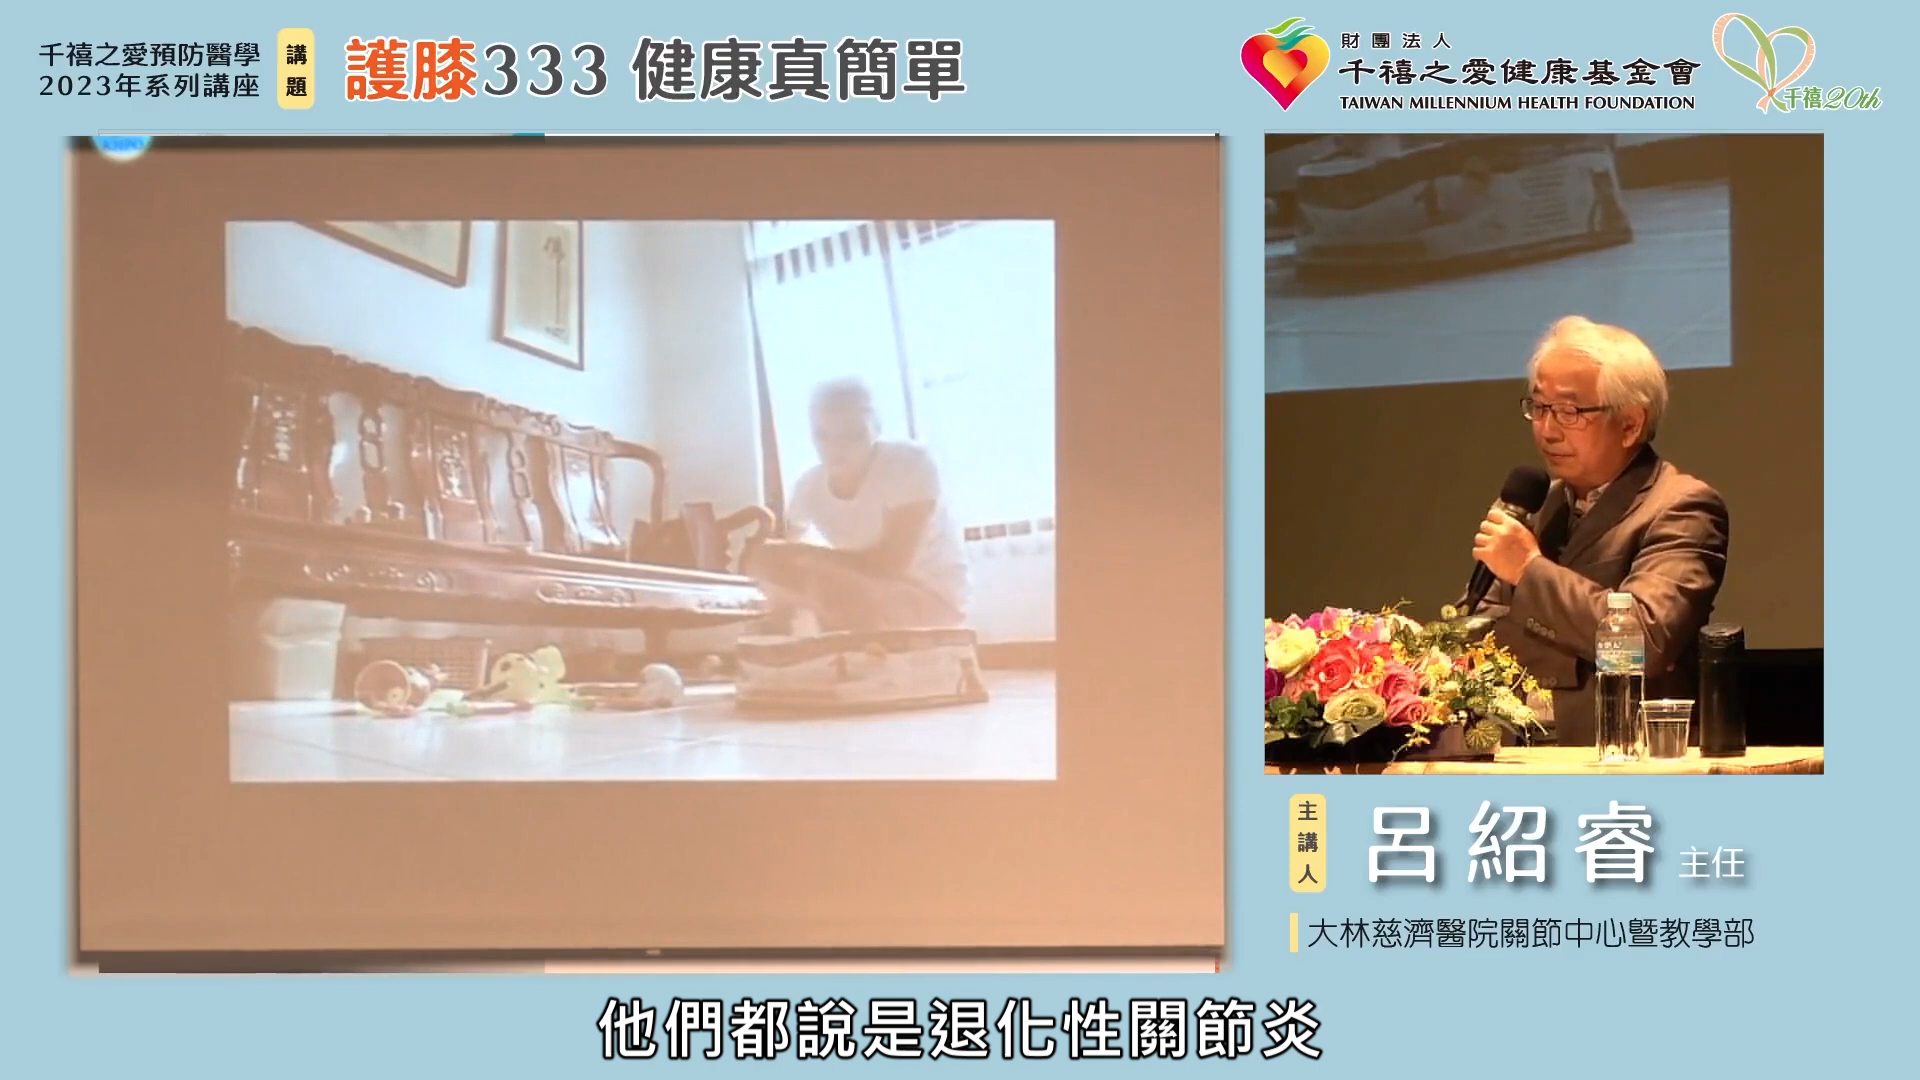 千禧之愛預防醫學
2023年系列講座
講題
護膝333 健康真簡單
財團法人
千禧之愛健康基金會
TAIWAN MILLENNIUM HEALTH FOUNDATION
千禧20th
主講人
呂紹睿 主任
大林慈濟醫院關節中心暨教學部
他們都說是退化性關節炎